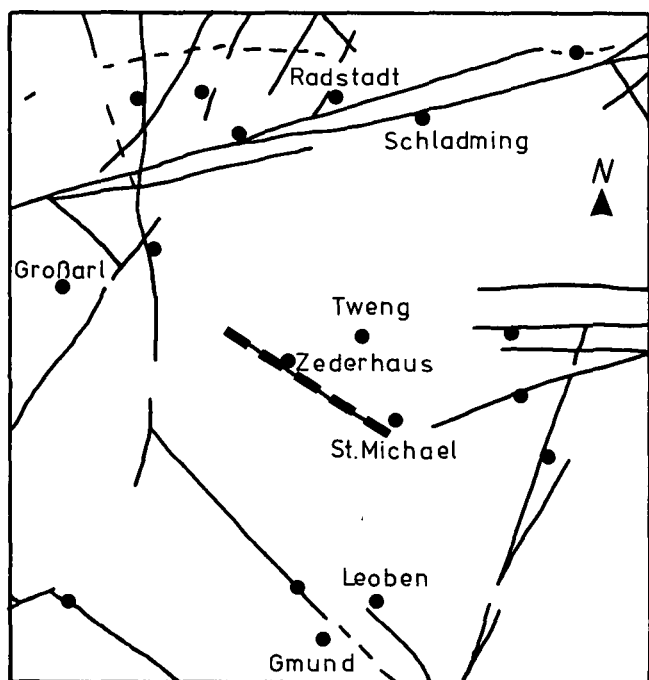 Radstadt
Schladming
N
Großarl
Tweng
Zederhaus
St.Michael
Leoben
Gmund